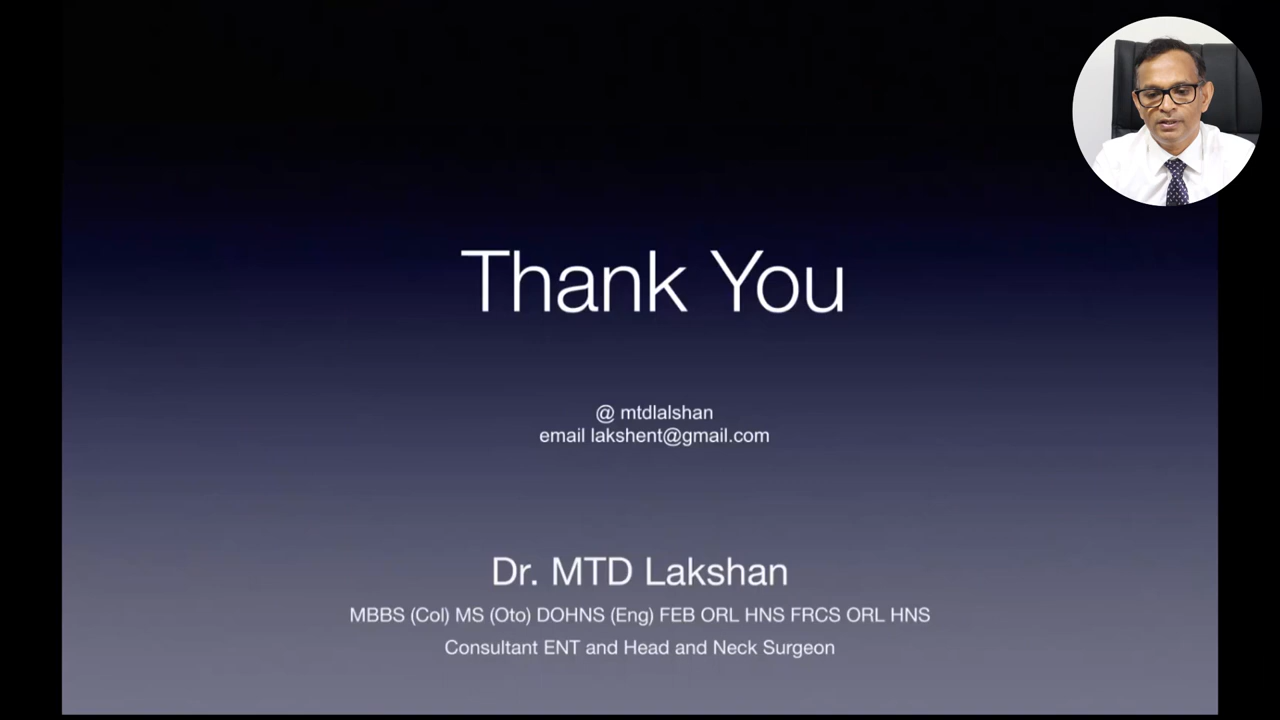 Thank You
@ mtdlalshan
email lakshent@gmail.com
Dr. MTD Lakshan
MBBS (Col) MS (Oto) DOHNS (Eng) FEB ORL HNS FRCS ORL HNS
Consultant ENT and Head and Neck Surgeon